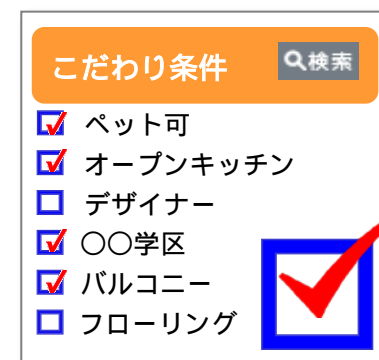 こだわり条件
検索
ペット可
オープンキッチン
デザイナー
〇〇学区
バルコニー
フローリング